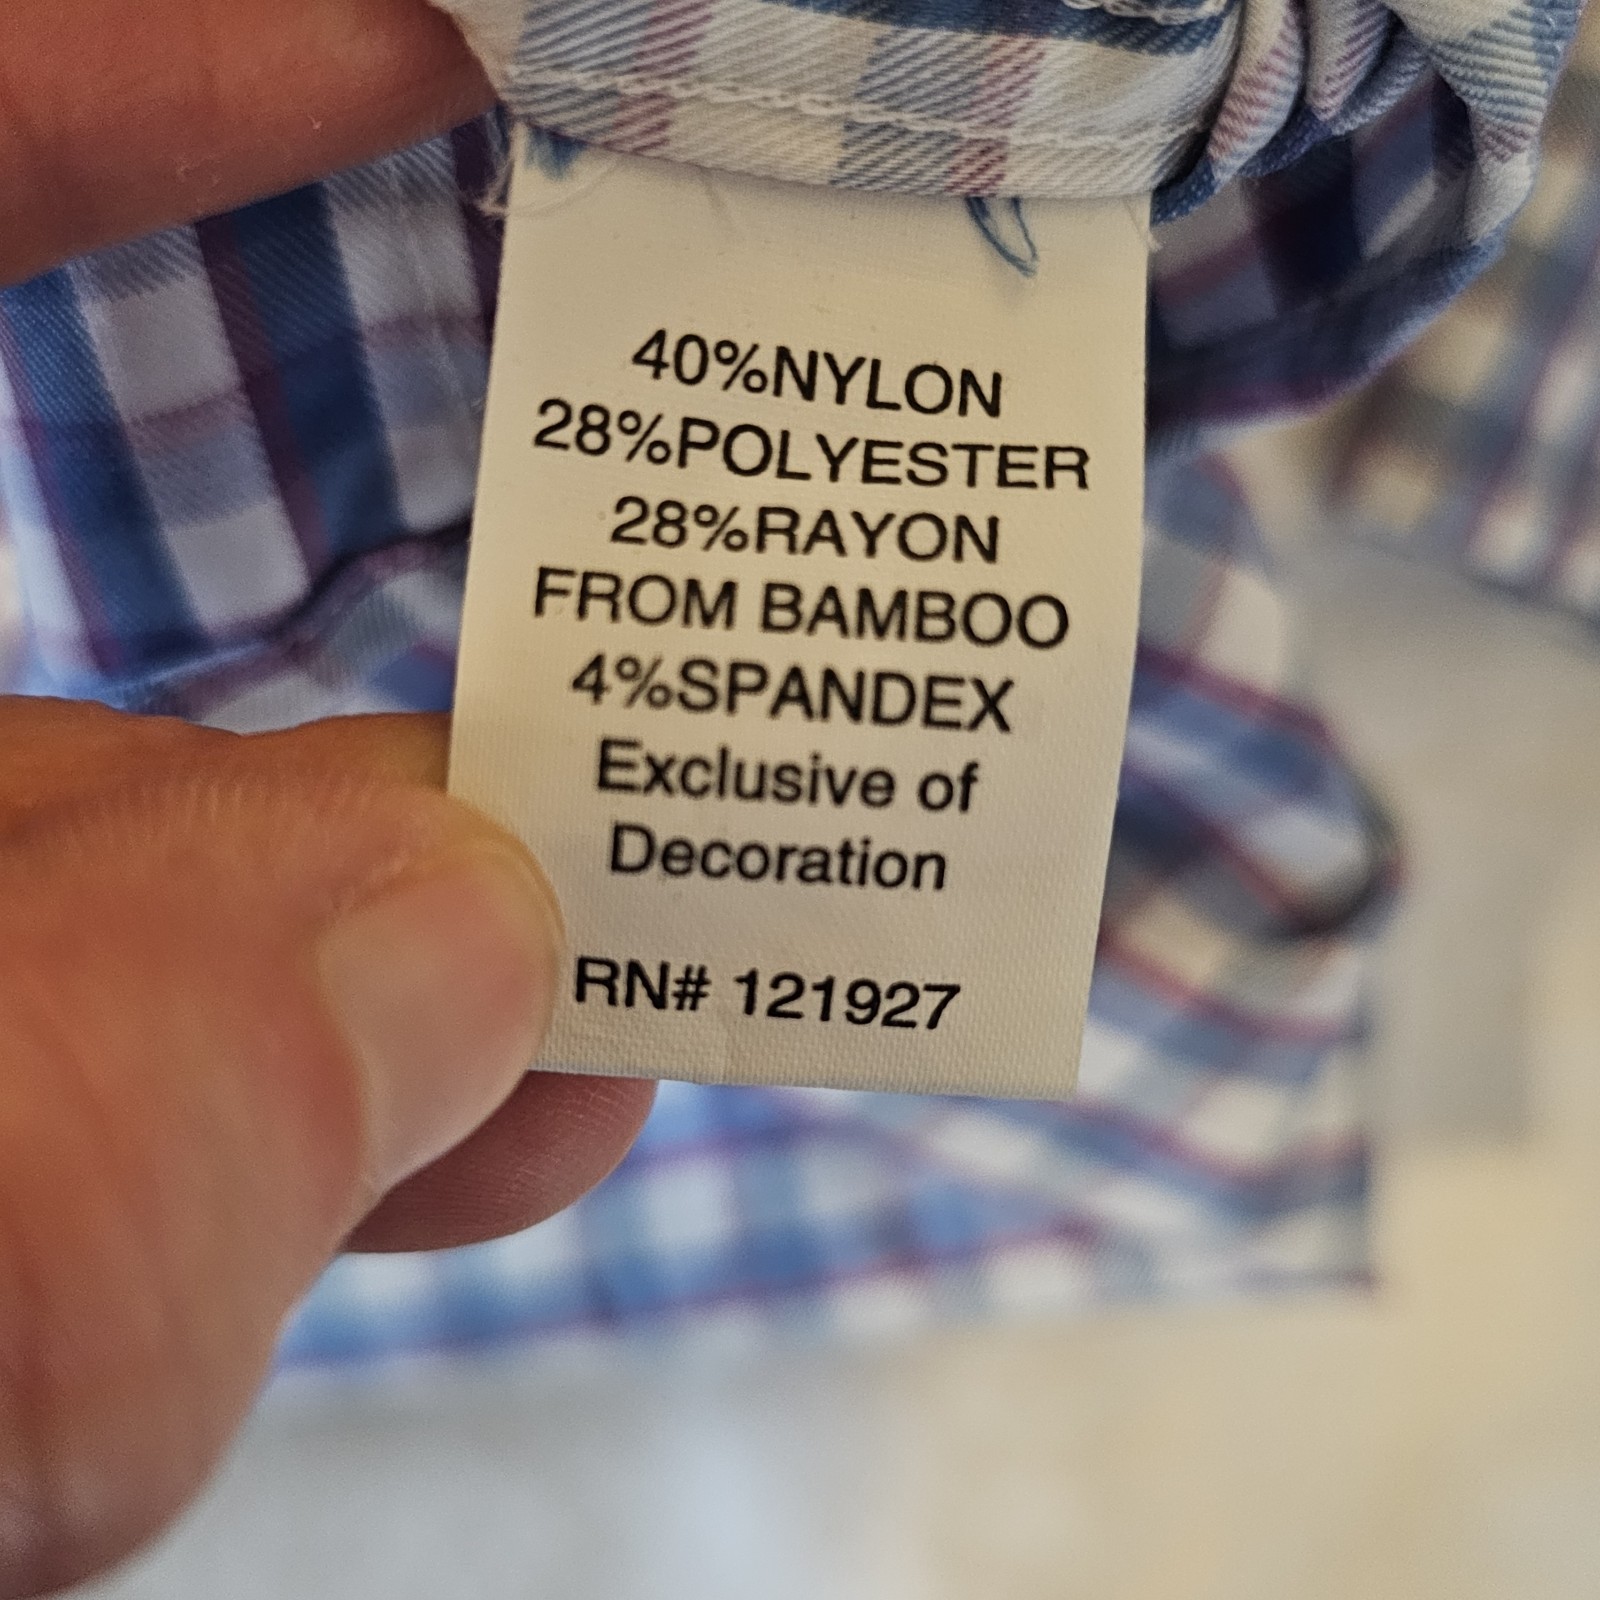 40%NYLON
28%POLYESTER
28%RAYON
FROM BAMBOO
4%SPANDEX
Exclusive of
Decoration
RN# 121927